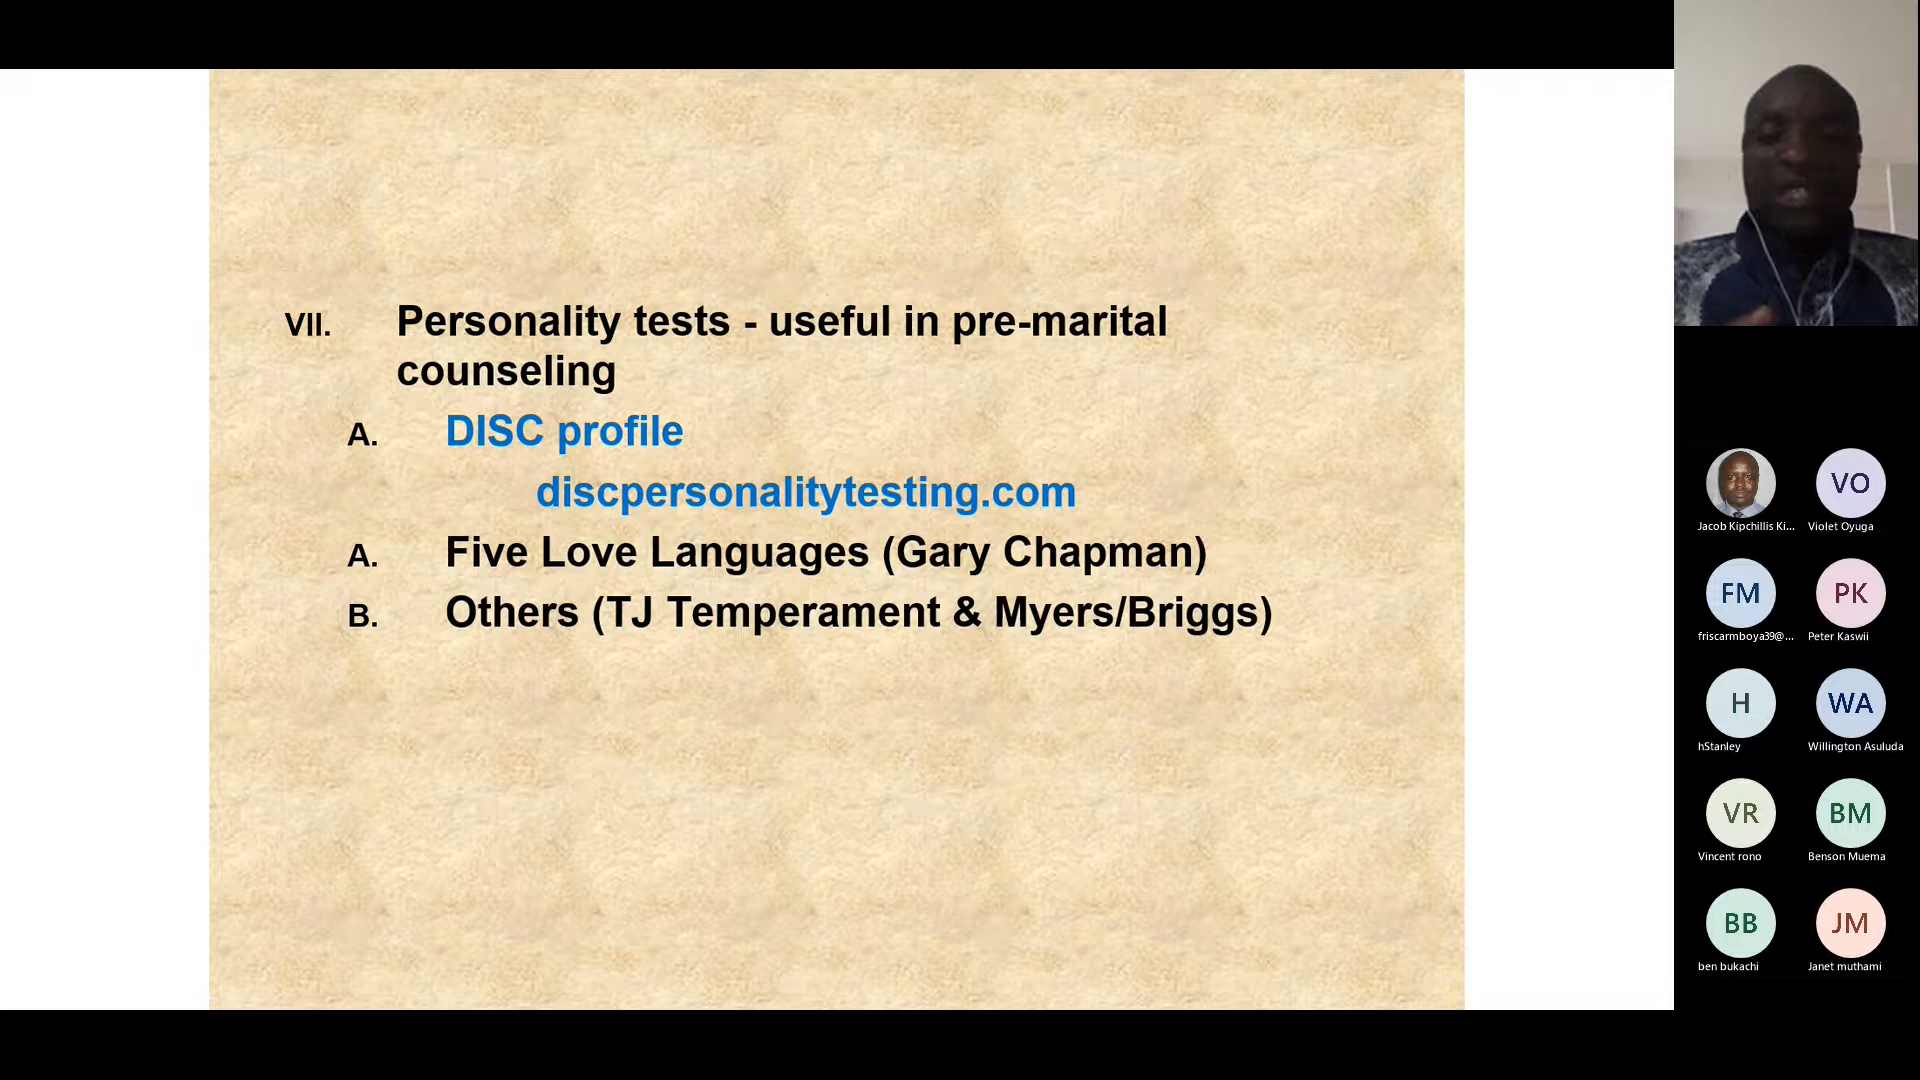 VII. Personality tests - useful in pre-marital
counseling
A. DISC profile
discpersonalitytesting.com
A. Five Love Languages (Gary Chapman)
B. Others (TJ Temperament & Myers/Briggs)
Jacob Kipchillis Ki...
VO
Violet Oyuga
FM
friscarmboya39@...
PK
Peter Kaswii
H
hStanley
WA
Willington Asuluda
VR
Vincent rono
BM
Benson Muema
BB
ben bukachi
JM
Janet muthami